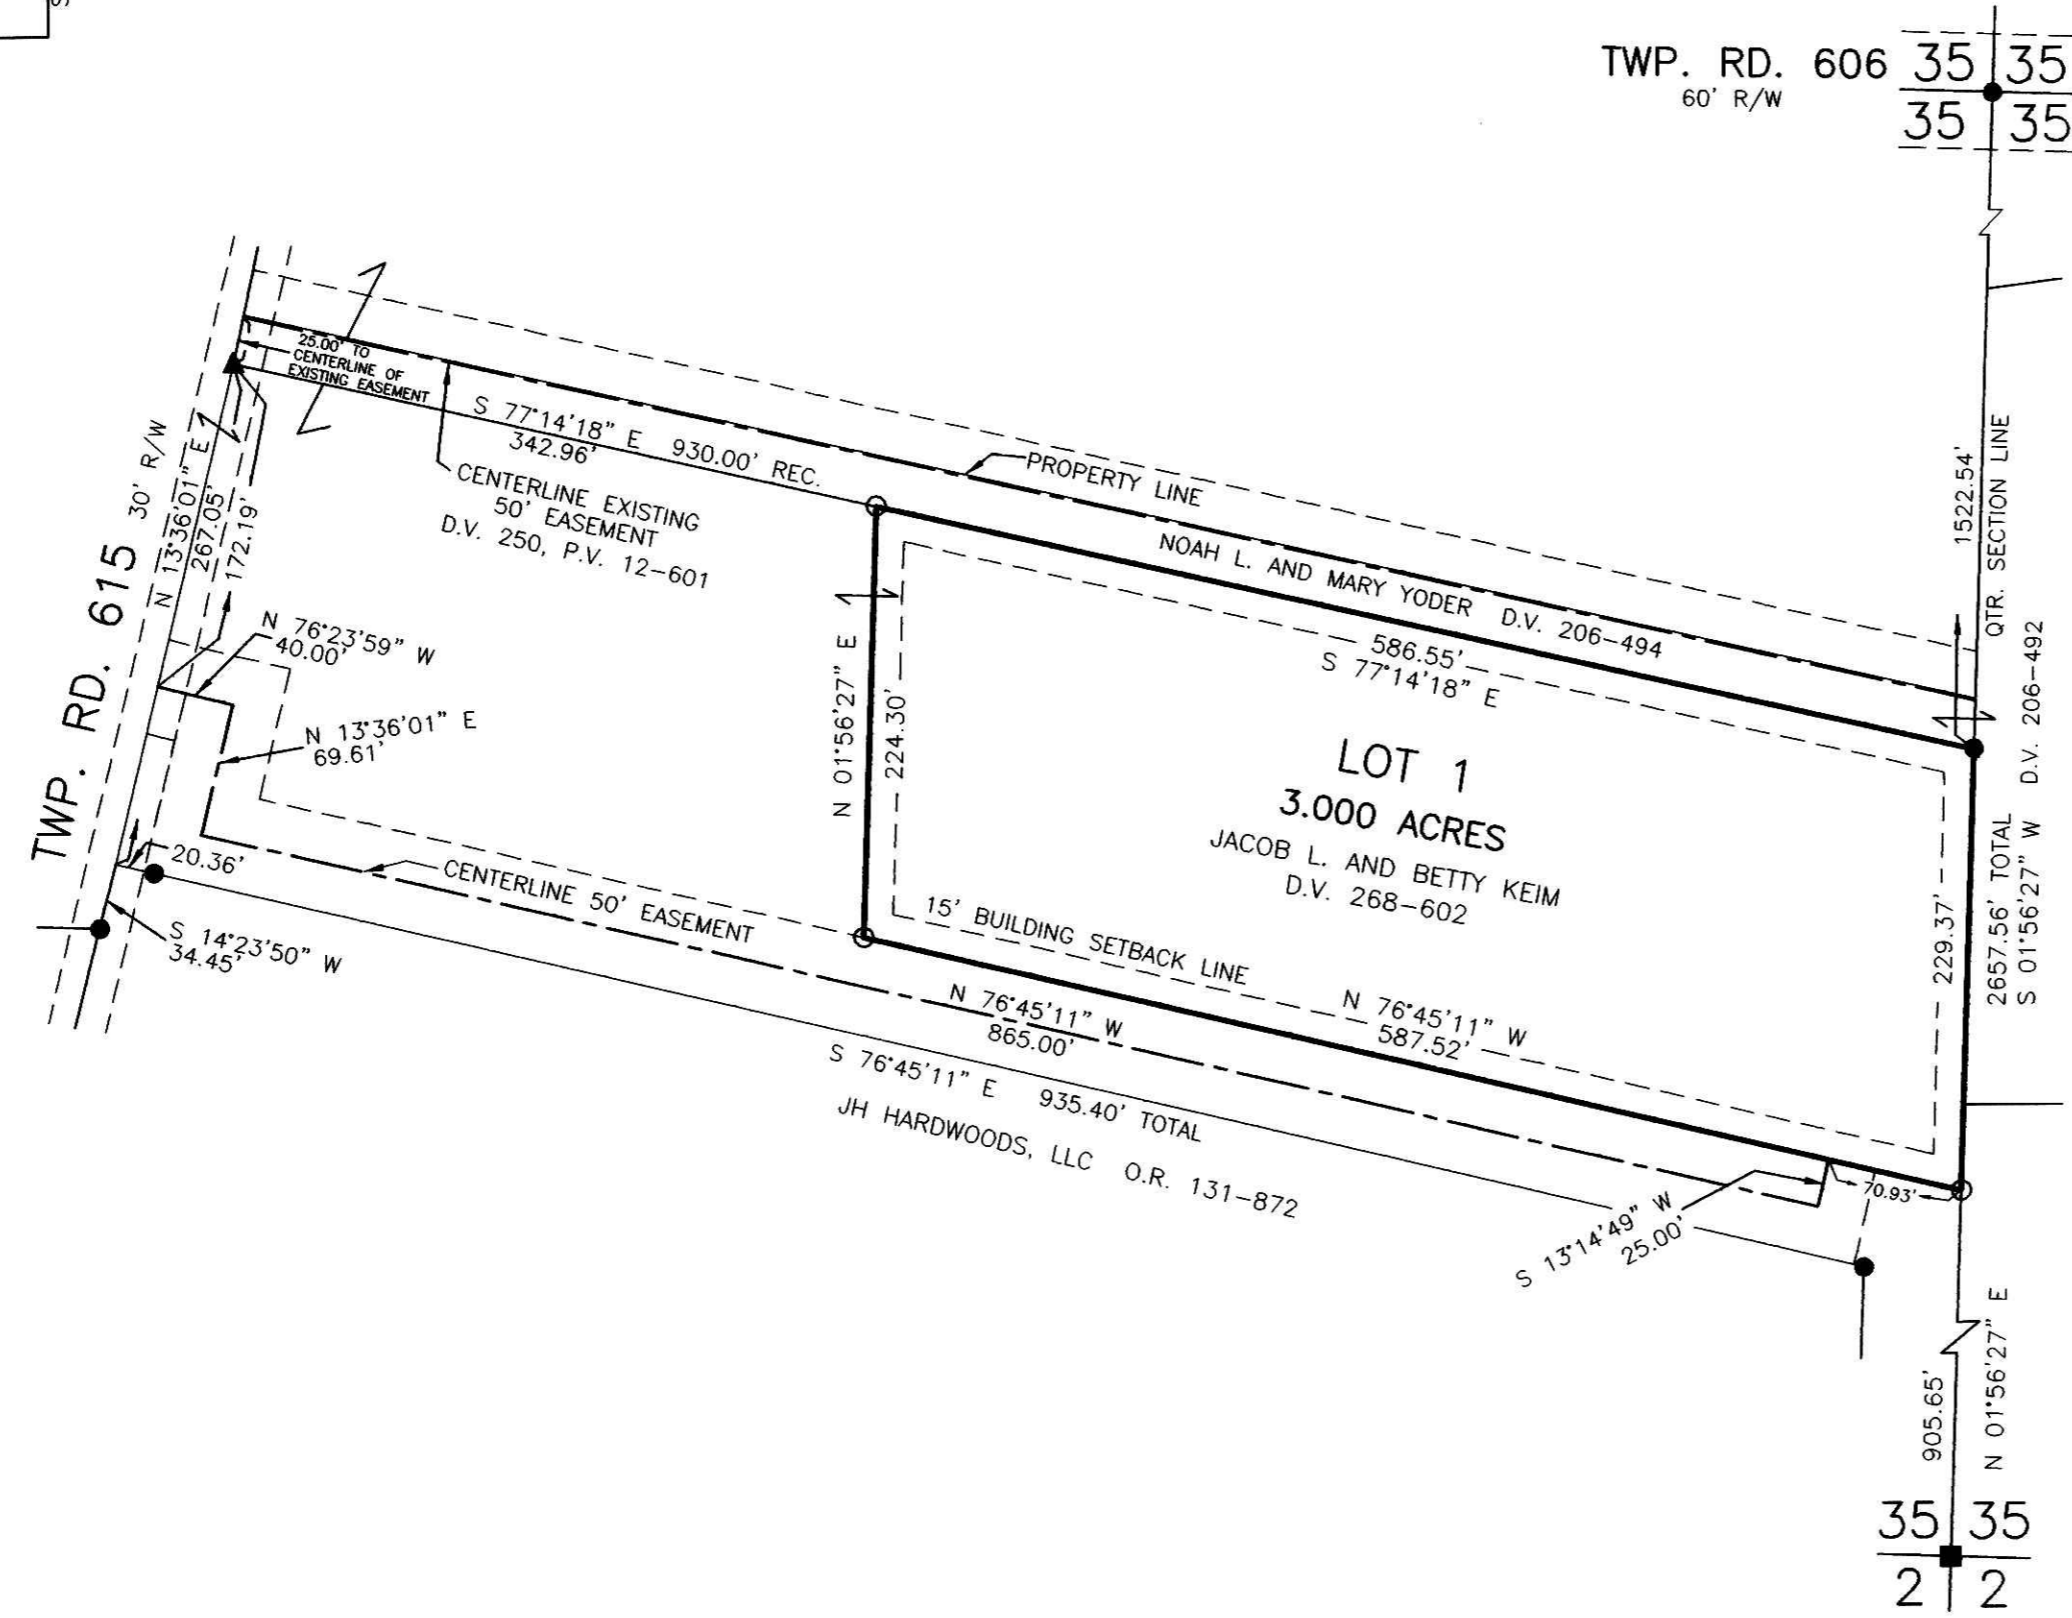 TWP. RD. 606
60' R/W
35 35
35 35
25.00' TO
CENTERLINE OF
EXISTING EASEMENT
S 77°14'18" E 930.00' REC.
342.96'
CENTERLINE EXISTING
50' EASEMENT
D.V. 250, P.V. 12-601
PROPERTY LINE
NOAH L. AND MARY YODER D.V. 206-494
586.55'
S 77°14'18" E
1522.54'
QTR. SECTION LINE
30' R/W
N 13°36'01" E
267.05'
172.19'
TWP. RD. 615
N 76°23'59" W
40.00'
N 13°36'01" E
69.61'
20.36'
S 14°23'50" W
34.45'
N 01°56'27" E
224.30'
LOT 1
3.000 ACRES
JACOB L. AND BETTY KEIM
D.V. 268-602
15' BUILDING SETBACK LINE
229.37'
2657.56' TOTAL
S 01°56'27" W D.V. 206-492
CENTERLINE 50' EASEMENT
N 76°45'11" W
587.52'
N 76°45'11" W
865.00'
S 76°45'11" E 935.40' TOTAL
JH HARDWOODS, LLC O.R. 131-872
70.93'
S 13°14'49" W
25.00'
905.65'
N 01°56'27" E
35 35
2 2